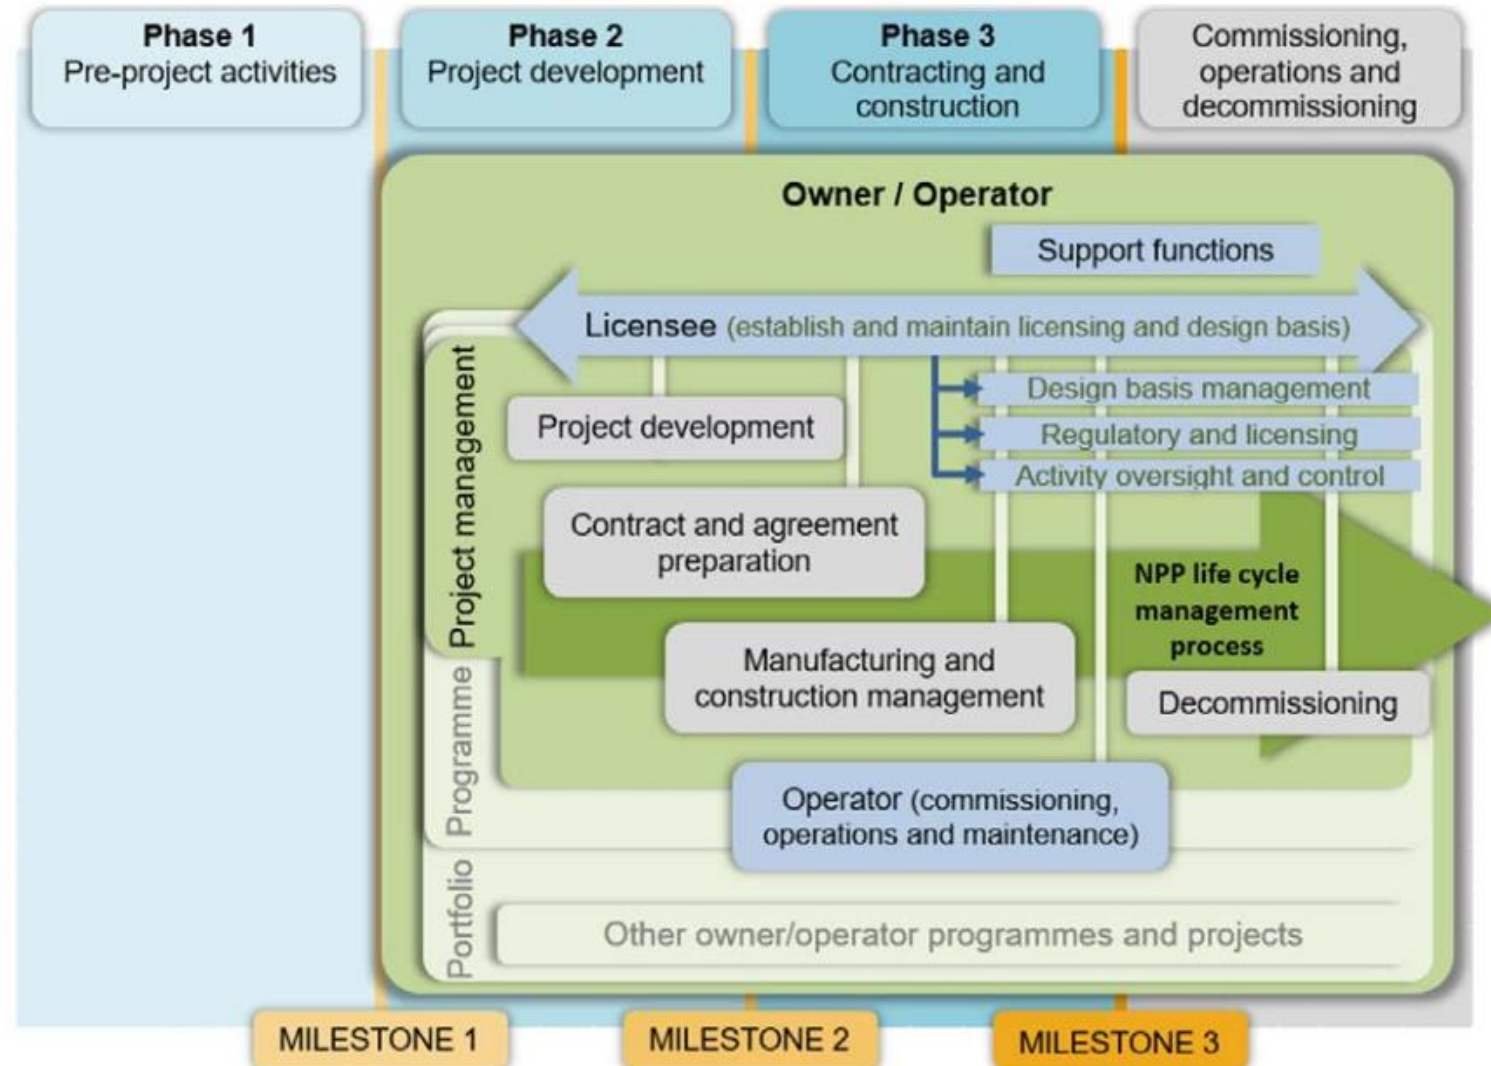 Phase 1
Pre-project activities
Phase 2
Project development
Phase 3
Contracting and
construction
Commissioning,
operations and
decommissioning
Owner / Operator
Support functions
Licensee (establish and maintain licensing and design basis)
Design basis management
Regulatory and licensing
Activity oversight and control
Project management
Project development
Contract and agreement
preparation
NPP life cycle
management
process
Manufacturing and
construction management
Decommissioning
Programme
Operator (commissioning,
operations and maintenance)
Portfolio
Other owner/operator programmes and projects
MILESTONE 1
MILESTONE 2
MILESTONE 3